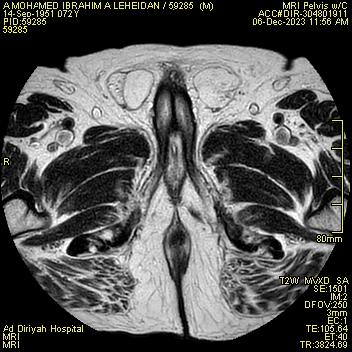 A MOHAMED IBRAHIM A LEHEIDAN / 59285 (M)
14-Sep-1951 072Y
PID:59285
59285
MRI Pelvis w/C
ACC#DIR-304801911
06-Dec-2023 11:56 AM
R
80mm
T2W_MVXD_SA
SE:1501
IM:2
DFOV:250
3mm
EC:1
TE:105.64
ET:40
TR:3824.69
Ad Diriyah Hospital
MRI
MRI